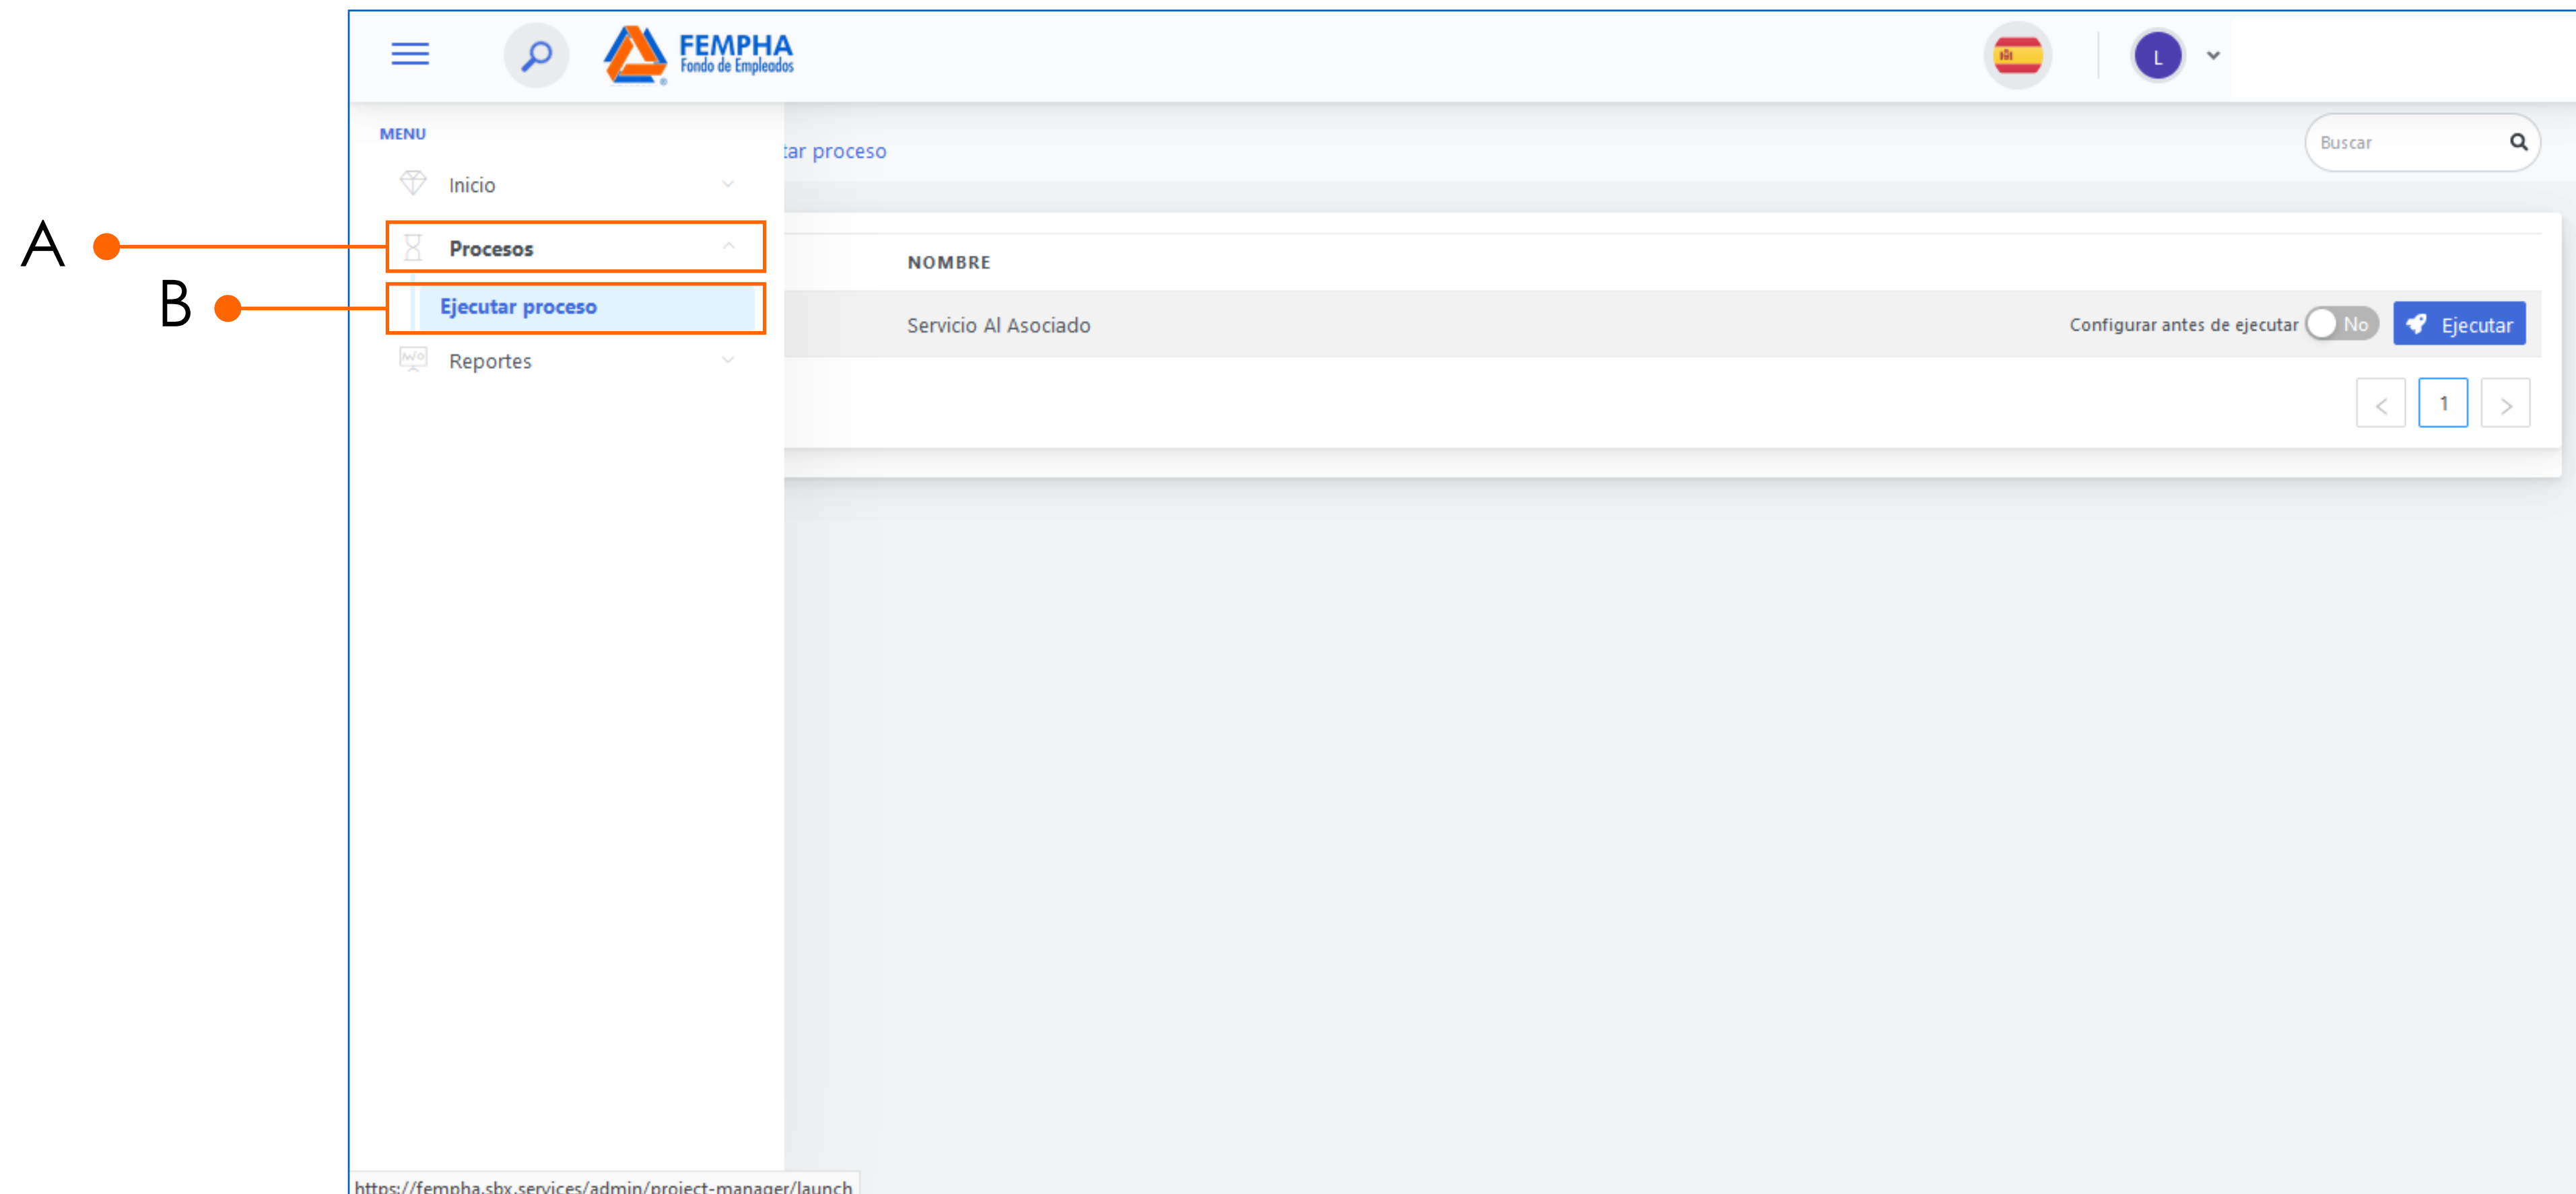 FEMPHA
Fondo de Empleados
L
MENU
tar proceso
Buscar
Inicio
A
Procesos
NOMBRE
B
Ejecutar proceso
Servicio Al Asociado
Configurar antes de ejecutar No Ejecutar
Reportes
< 1 >
https://fempha.sbx.services/admin/project-manager/launch